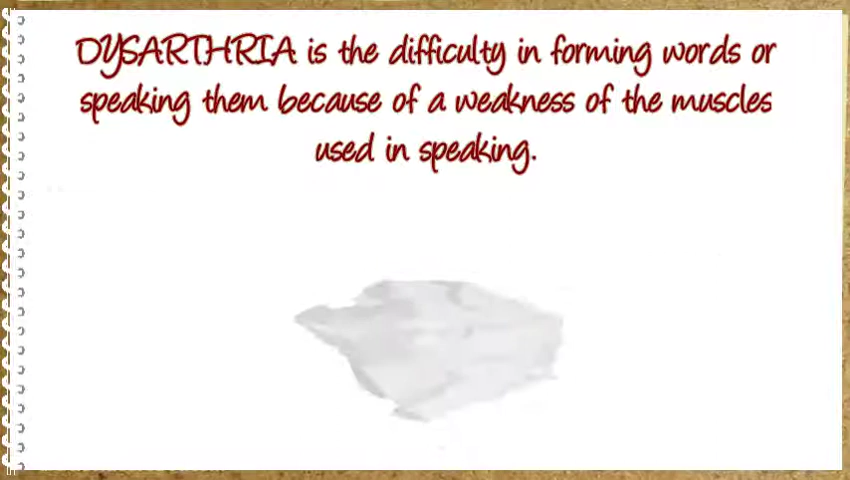 DYSARTHRIA is the difficulty in forming words or
speaking them because of a weakness of the muscles
used in speaking.